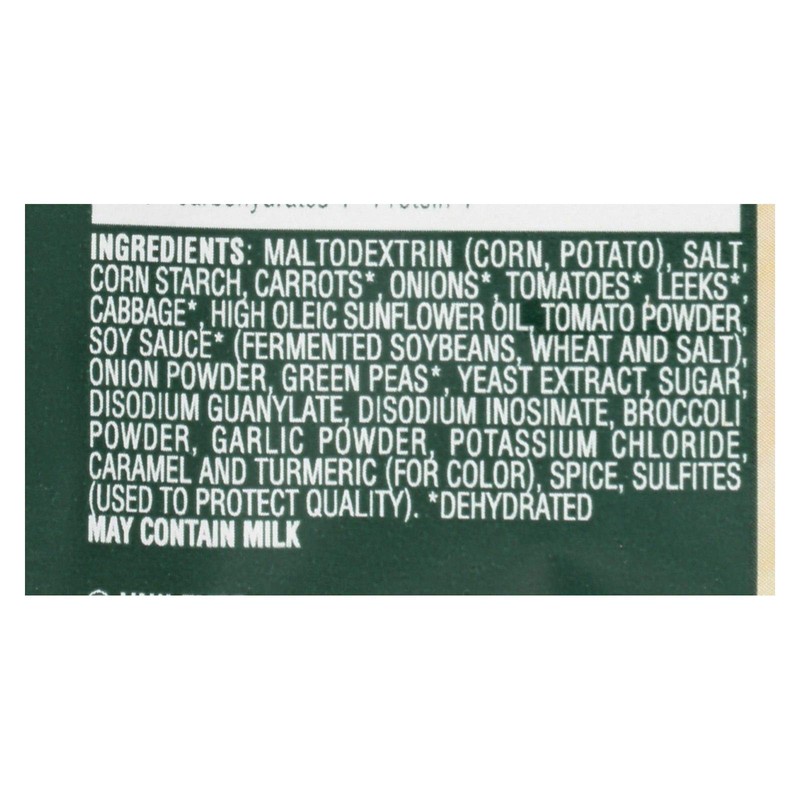 INGREDIENTS: MALTODEXTRIN (CORN, POTATO), SALT,
CORN STARCH, CARROTS*, ONIONS*, TOMATOES*, LEEKS*,
CABBAGE*, HIGH OLEIC SUNFLOWER OIL, TOMATO POWDER,
SOY SAUCE* (FERMENTED SOYBEANS, WHEAT AND SALT),
ONION POWDER, GREEN PEAS*, YEAST EXTRACT, SUGAR,
DISODIUM GUANYLATE, DISODIUM INOSINATE, BROCCOLI
POWDER, GARLIC POWDER, POTASSIUM CHLORIDE,
CARAMEL AND TURMERIC (FOR COLOR), SPICE, SULFITES
(USED TO PROTECT QUALITY). *DEHYDRATED
MAY CONTAIN MILK